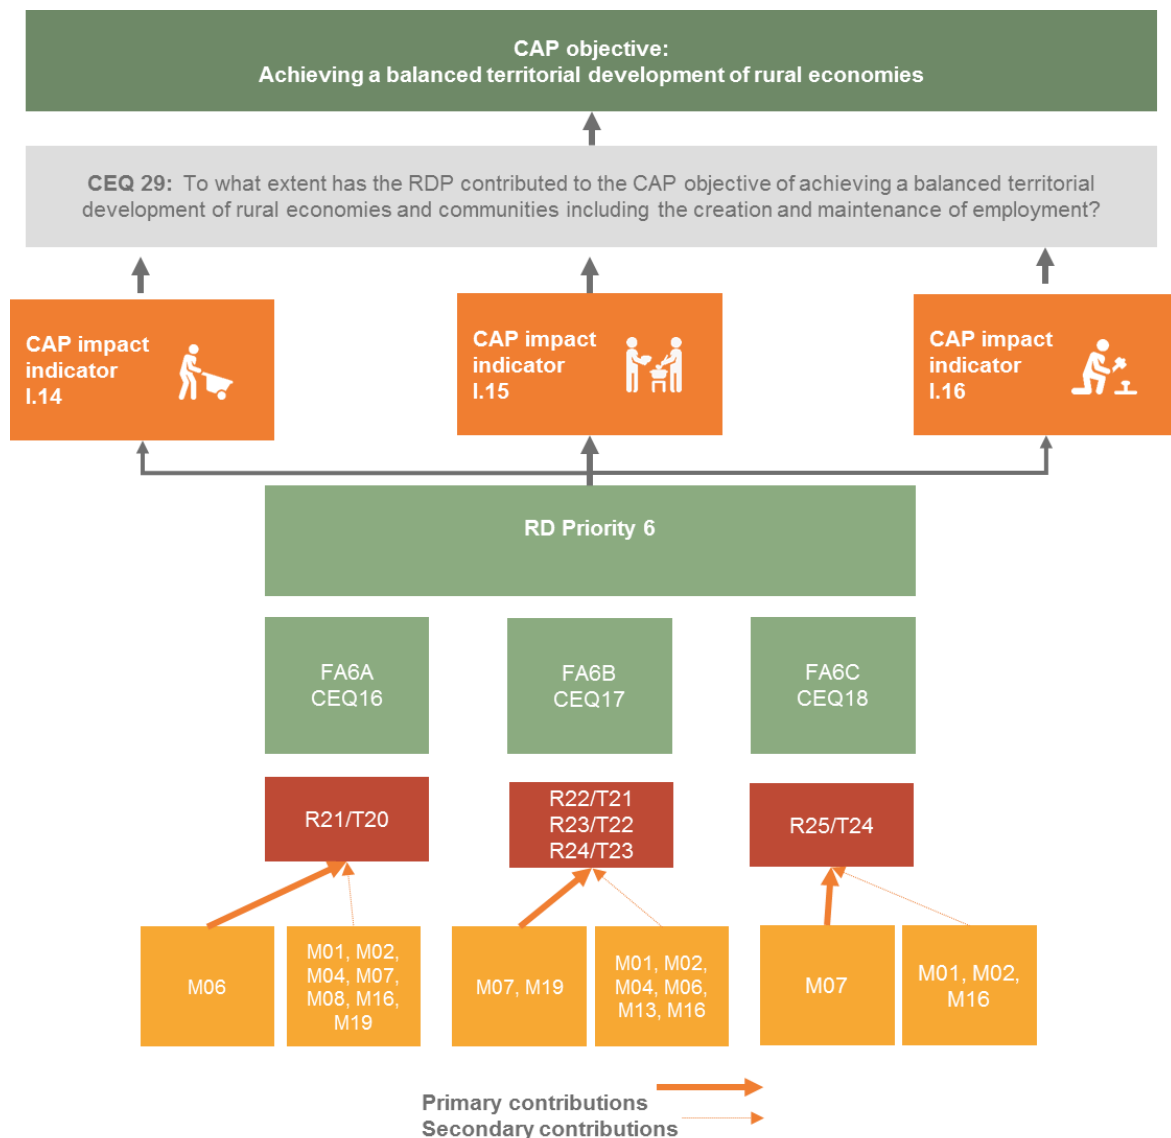 CAP objective:
Achieving a balanced territorial development of rural economies
CEQ 29: To what extent has the RDP contributed to the CAP objective of achieving a balanced territorial
development of rural economies and communities including the creation and maintenance of employment?
CAP impact
indicator
I.14
CAP impact
indicator
I.15
CAP impact
indicator
I.16
RD Priority 6
FA6A
CEQ16
FA6B
CEQ17
FA6C
CEQ18
R21/T20
R22/T21
R23/T22
R24/T23
R25/T24
M06
M01, M02,
M04, M07,
M08, M16,
M19
M07, M19
M01, M02,
M04, M06,
M13, M16
M07
M01, M02,
M16
Primary contributions
Secondary contributions